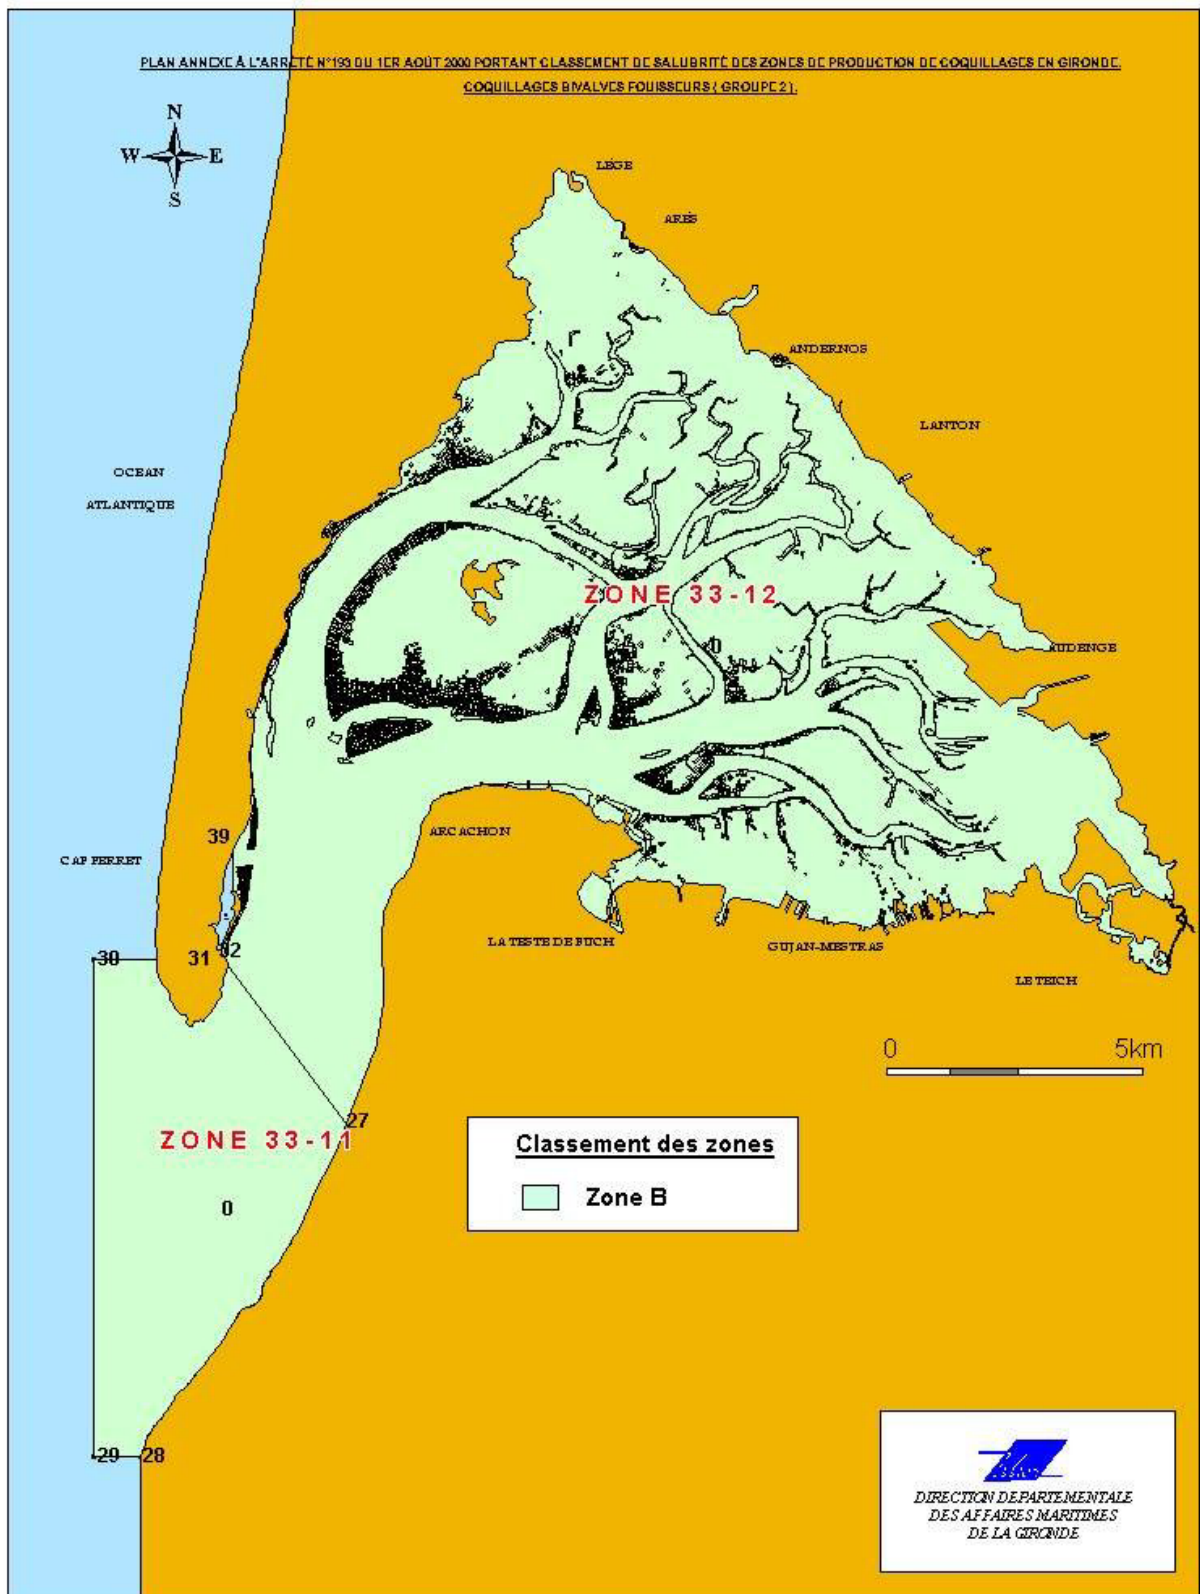 PLAN ANNEXE À L'ARRETÉ N°193 DU 1ER AOÛT 2000 PORTANT CLASSEMENT DE SALUBRITÉ DES ZONES DE PRODUCTION DE COQUILLAGES EN GIRONDE.
COQUILLAGES BIVALVES FOUISSEURS ( GROUPE 2 ).
N
W E
S
LÈGE
ARÈS
ANDERNOS
LANTON
OCEAN
ATLANTIQUE
ZONE 33-12
0
AUDENGE
ARCACHON
39
CAP FERRET
LA TESTE DE BUCH
GUJAN-MESTRAS
LE TEICH
30
31
32
0 5km
27
ZONE 33-11
0
Classement des zones
Zone B
29
28
DIRECTION DEPARTEMENTALE
DES AFFAIRES MARITIMES
DE LA GIRONDE